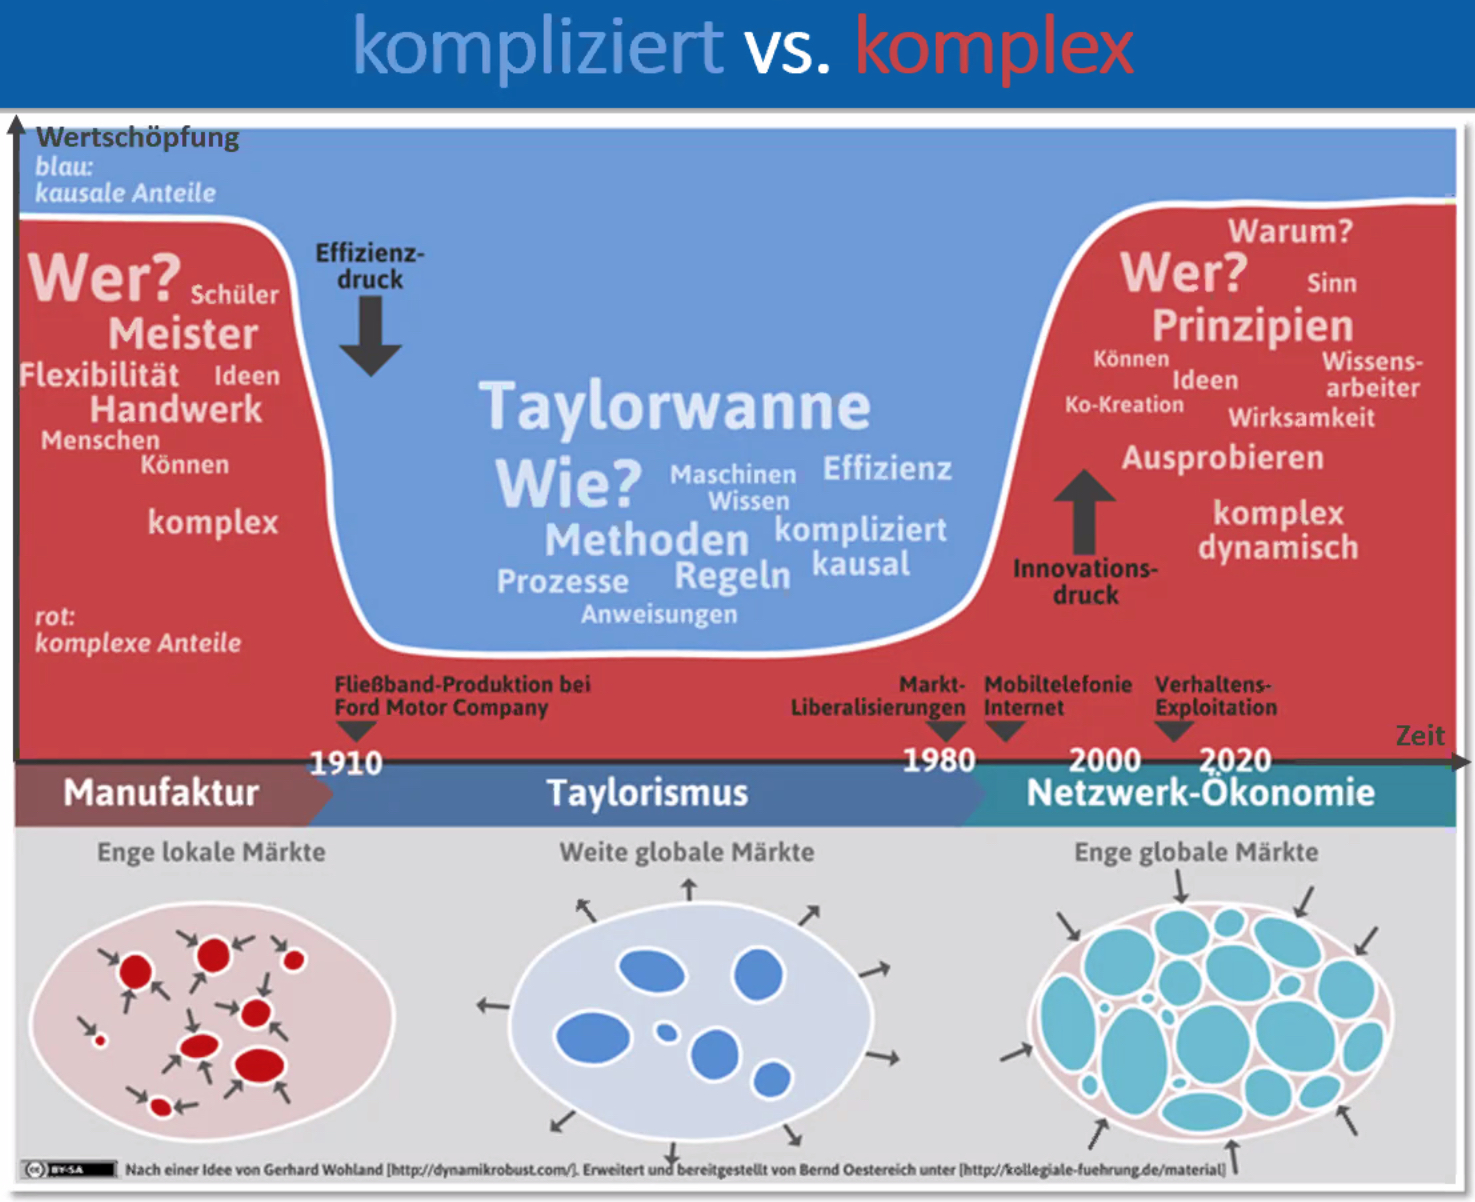 kompliziert vs. komplex
Wertschöpfung
blau:
kausale Anteile
Wer?
Schüler
Meister
Flexibilität
Ideen
Handwerk
Menschen
Können
komplex
rot:
komplexe Anteile
Effizienz-
druck
Taylorwanne
Wie?
Maschinen
Effizienz
Wissen
Methoden
kompliziert
kausal
Prozesse
Regeln
Anweisungen
Warum?
Wer?
Sinn
Prinzipien
Können
Wissens-
arbeiter
Ideen
Ko-Kreation
Wirksamkeit
Ausprobieren
komplex
dynamisch
Innovations-
druck
Fließband-Produktion bei
Ford Motor Company
Markt-
Liberalisierungen
Mobiltelefonie
Internet
Verhaltens-
Exploitation
Zeit
1910
1980
2000
2020
Manufaktur
Taylorismus
Netzwerk-Ökonomie
Enge lokale Märkte
Weite globale Märkte
Enge globale Märkte
cc BY-SA
Nach einer Idee von Gerhard Wohland [http://dynamikrobust.com/]. Erweitert und bereitgestellt von Bernd Oestereich unter [http://kollegiale-fuehrung.de/material]